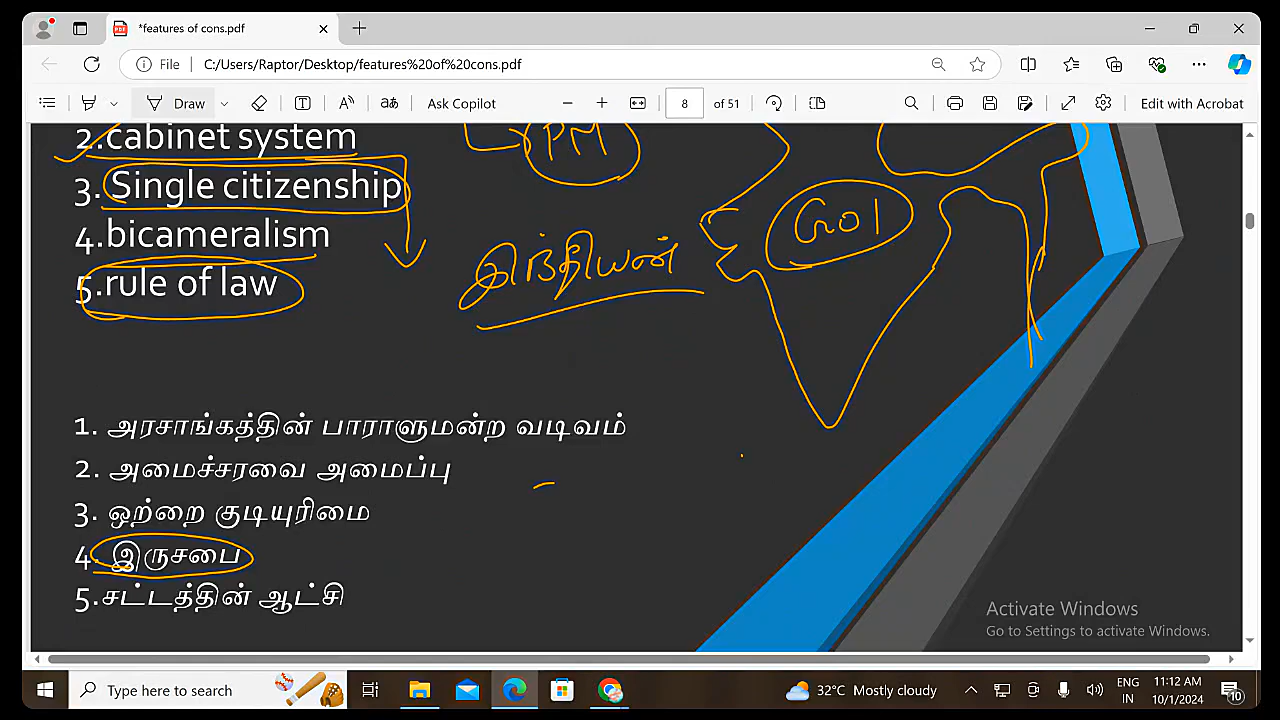 *features of cons.pdf
File C:/Users/Raptor/Desktop/features%20of%20cons.pdf
Draw Ask Copilot 8 of 51 Edit with Acrobat
2.cabinet system
PM
3. Single citizenship
GOI
4.bicameralism
இந்தியன்
5.rule of law
1. அரசாங்கத்தின் பாராளுமன்ற வடிவம்
2. அமைச்சரவை அமைப்பு
3. ஒற்றை குடியுரிமை
4. இருசபை
5.சட்டத்தின் ஆட்சி
Activate Windows
Go to Settings to activate Windows.
Type here to search
32°C Mostly cloudy
ENG
IN
11:12 AM
10/1/2024
10